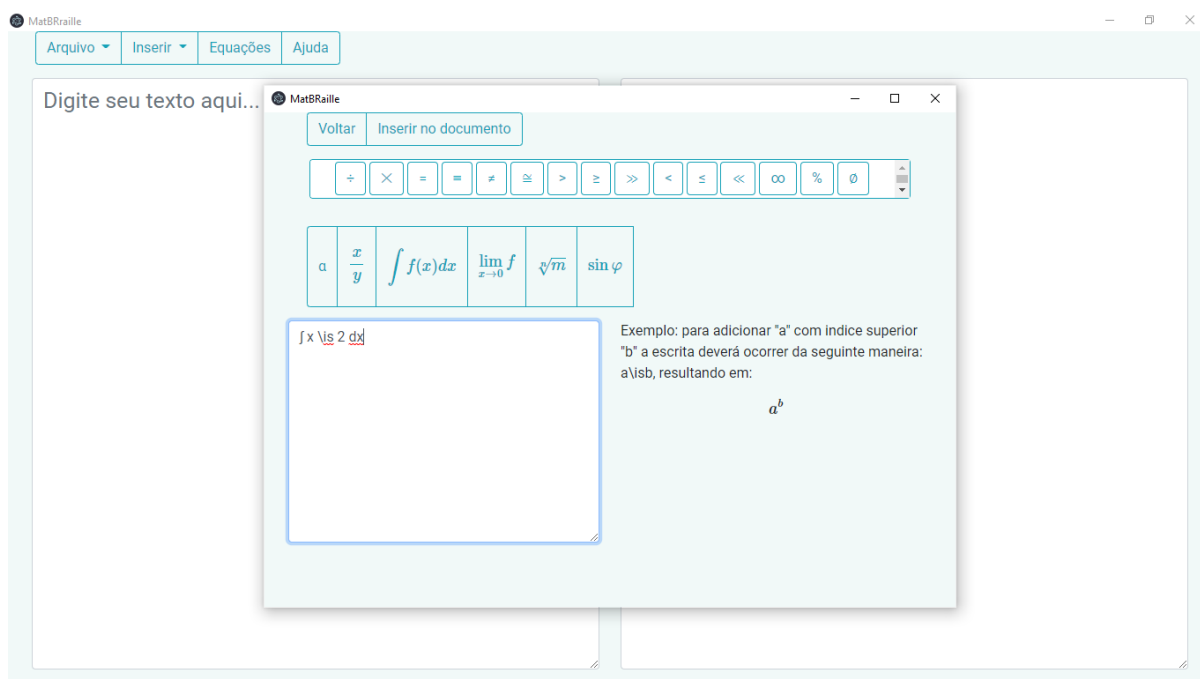 MatBRraille
Arquivo Inserir Equações Ajuda
Digite seu texto aqui...
MatBRaille
Voltar Inserir no documento
÷ × = = ≠ ≅ > ≥ ≫ < ≤ ≪ ∞ % Ø
a x/y ∫ f(x)dx lim x→0 f ⁿ√m sin φ
∫ x \is 2 dx
Exemplo: para adicionar "a" com indice superior
"b" a escrita deverá ocorrer da seguinte maneira:
a\isb, resultando em:
aᵇ